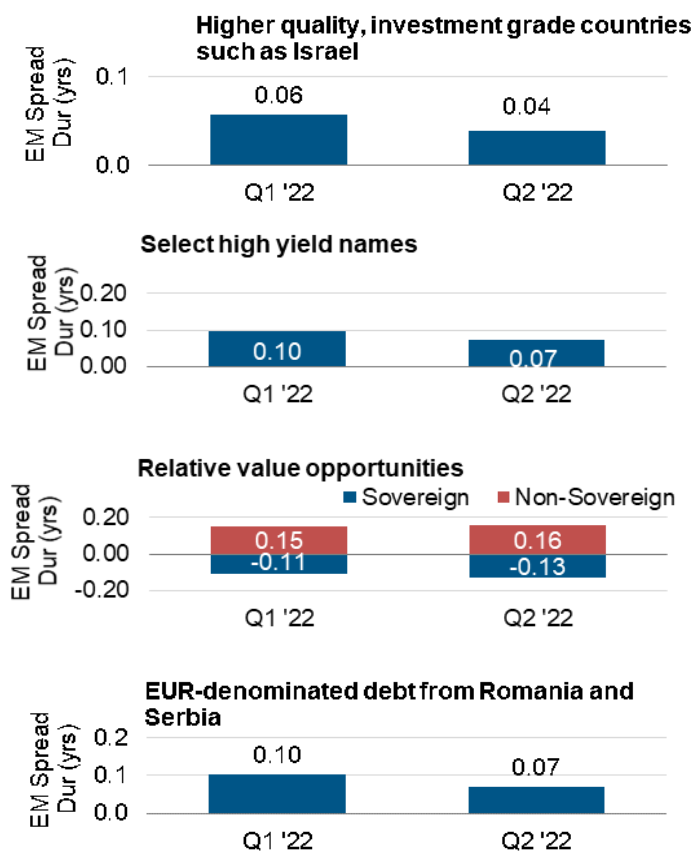 Higher quality, investment grade countries
such as Israel
EM Spread
Dur (yrs)
0.1
0.0
0.06
0.04
Q1 '22
Q2 '22
Select high yield names
EM Spread
Dur (yrs)
0.20
0.10
0.00
0.10
0.07
Q1 '22
Q2 '22
Relative value opportunities
Sovereign
Non-Sovereign
EM Spread
Dur (yrs)
0.20
0.00
-0.20
0.15
-0.11
0.16
-0.13
Q1 '22
Q2 '22
EUR-denominated debt from Romania and
Serbia
EM Spread
Dur (yrs)
0.2
0.1
0.0
0.10
0.07
Q1 '22
Q2 '22